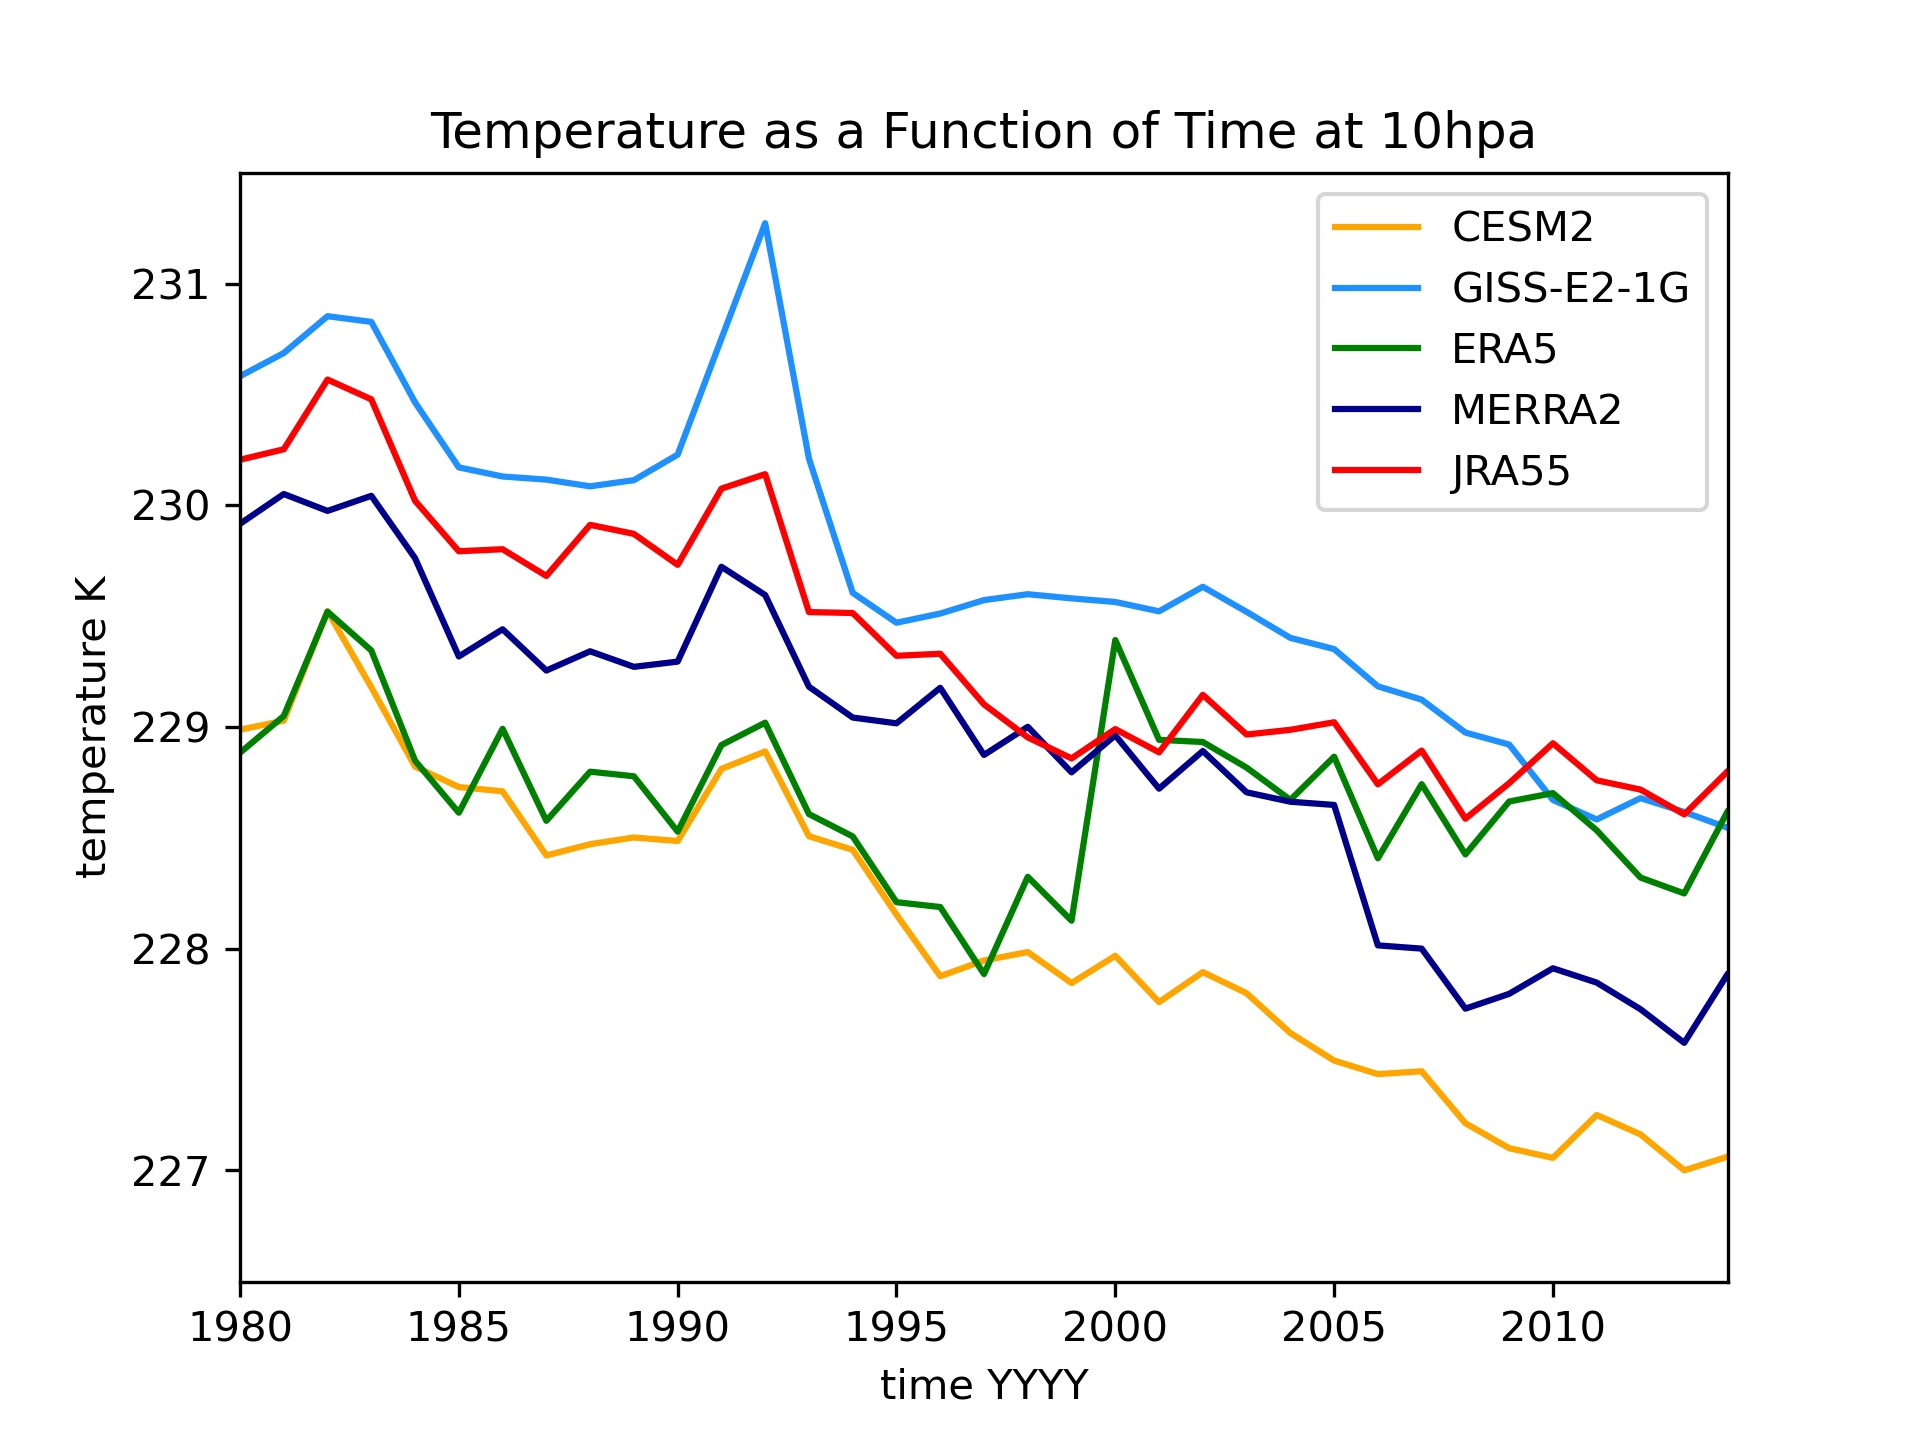 Temperature as a Function of Time at 10hpa
CESM2
GISS-E2-1G
ERA5
MERRA2
JRA55
231
230
229
228
227
temperature K
1980 1985 1990 1995 2000 2005 2010
time YYYY